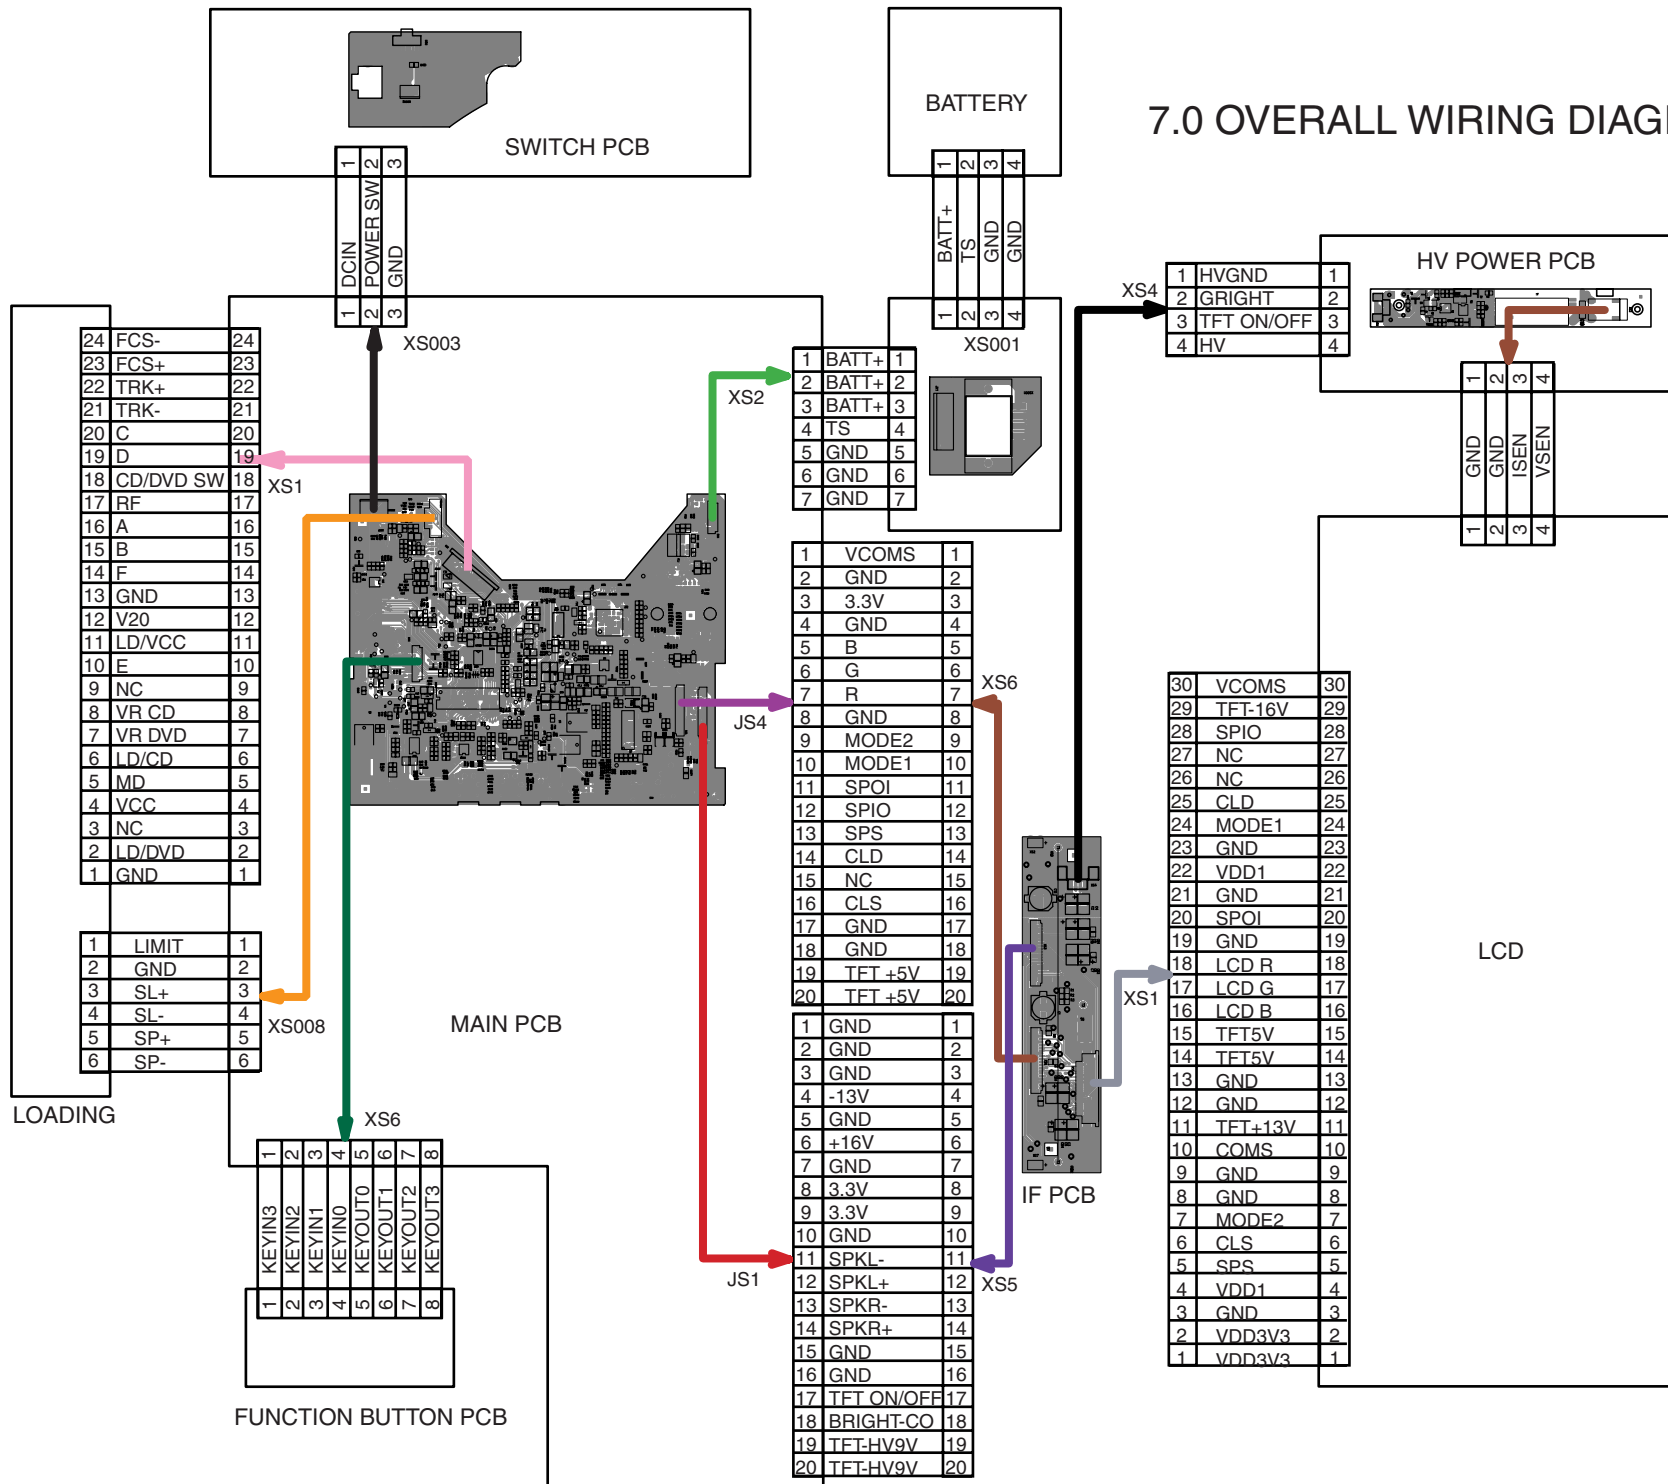 7.0 OVERALL WIRING DIAG
SWITCH PCB
1 2 3
DCIN
POWER SW
GND
1 2 3
XS003
BATTERY
1 2 3 4
BATT+
TS
GND
GND
1 2 3 4
XS001
HV POWER PCB
XS4
1 HVGND 1
2 GRIGHT 2
3 TFT ON/OFF 3
4 HV 4
1 2 3 4
GND
GND
ISEN
VSEN
1 2 3 4
24 FCS- 24
23 FCS+ 23
22 TRK+ 22
21 TRK- 21
20 C 20
19 D 19
18 CD/DVD SW 18
17 RF 17
16 A 16
15 B 15
14 F 14
13 GND 13
12 V20 12
11 LD/VCC 11
10 E 10
9 NC 9
8 VR CD 8
7 VR DVD 7
6 LD/CD 6
5 MD 5
4 VCC 4
3 NC 3
2 LD/DVD 2
1 GND 1
XS1
1 LIMIT 1
2 GND 2
3 SL+ 3
4 SL- 4
5 SP+ 5
6 SP- 6
XS008
LOADING
MAIN PCB
XS2
1 BATT+ 1
2 BATT+ 2
3 BATT+ 3
4 TS 4
5 GND 5
6 GND 6
7 GND 7
1 VCOMS 1
2 GND 2
3 3.3V 3
4 GND 4
5 B 5
6 G 6
7 R 7
8 GND 8
9 MODE2 9
10 MODE1 10
11 SPOI 11
12 SPIO 12
13 SPS 13
14 CLD 14
15 NC 15
16 CLS 16
17 GND 17
18 GND 18
19 TFT +5V 19
20 TFT +5V 20
JS4
XS6
1 GND 1
2 GND 2
3 GND 3
4 -13V 4
5 GND 5
6 +16V 6
7 GND 7
8 3.3V 8
9 3.3V 9
10 GND 10
11 SPKL- 11
12 SPKL+ 12
13 SPKR- 13
14 SPKR+ 14
15 GND 15
16 GND 16
17 TFT ON/OFF 17
18 BRIGHT-CO 18
19 TFT-HV9V 19
20 TFT-HV9V 20
JS1
XS5
IF PCB
XS1
30 VCOMS 30
29 TFT-16V 29
28 SPIO 28
27 NC 27
26 NC 26
25 CLD 25
24 MODE1 24
23 GND 23
22 VDD1 22
21 GND 21
20 SPOI 20
19 GND 19
18 LCD R 18
17 LCD G 17
16 LCD B 16
15 TFT5V 15
14 TFT5V 14
13 GND 13
12 GND 12
11 TFT+13V 11
10 COMS 10
9 GND 9
8 GND 8
7 MODE2 7
6 CLS 6
5 SPS 5
4 VDD1 4
3 GND 3
2 VDD3V3 2
1 VDD3V3 1
LCD
XS6
1 2 3 4 5 6 7 8
KEYIN3
KEYIN2
KEYIN1
KEYIN0
KEYOUT0
KEYOUT1
KEYOUT2
KEYOUT3
1 2 3 4 5 6 7 8
FUNCTION BUTTON PCB